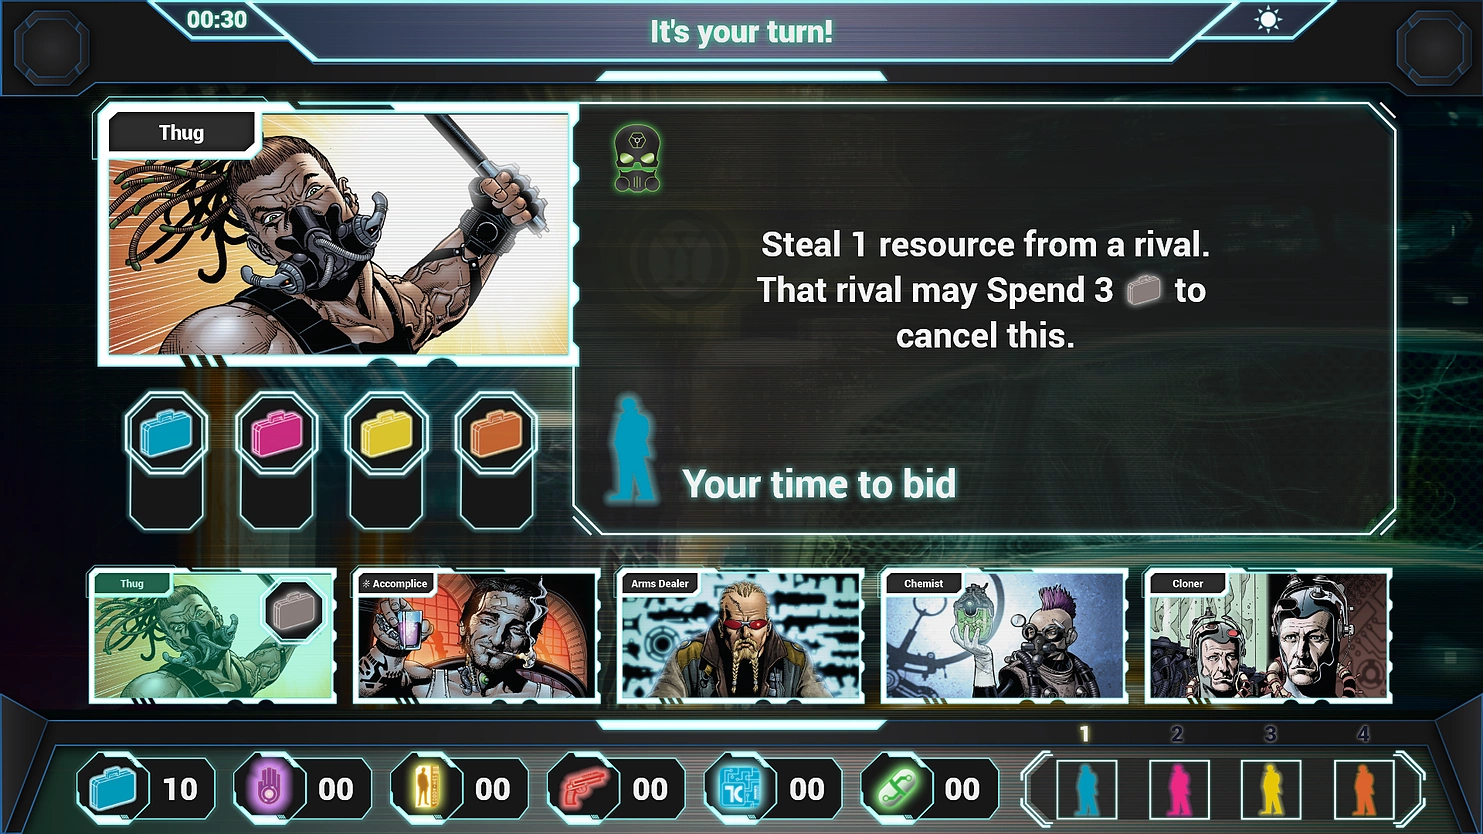 00:30
It's your turn!
Thug
Steal 1 resource from a rival.
That rival may Spend 3 to
cancel this.
Your time to bid
Thug
Accomplice
Arms Dealer
Chemist
Cloner
1 2 3 4
10 00 00 00 00 00